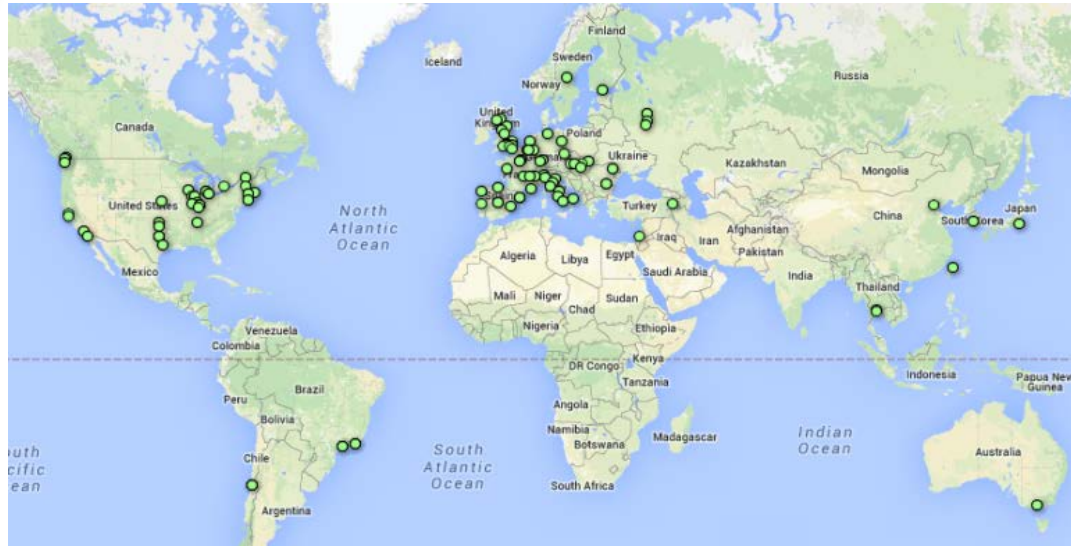 Iceland
Finland
Sweden
Norway
Russia
Canada
United
Kingdom
Poland
Ukraine
Kazakhstan
Mongolia
United States
North
Atlantic
Ocean
Turkey
China
South Korea
Japan
Mexico
Algeria
Libya
Egypt
Iraq
Iran
Afghanistan
Pakistan
Saudi Arabia
India
Thailand
Mali
Niger
Chad
Sudan
Nigeria
Ethiopia
Venezuela
Colombia
DR Congo
Kenya
Tanzania
Indonesia
Papua New
Guinea
Peru
Brazil
Bolivia
Angola
Namibia
Botswana
Madagascar
Chile
South
Atlantic
Ocean
Indian
Ocean
Australia
South Africa
Argentina
outh
cific
ean